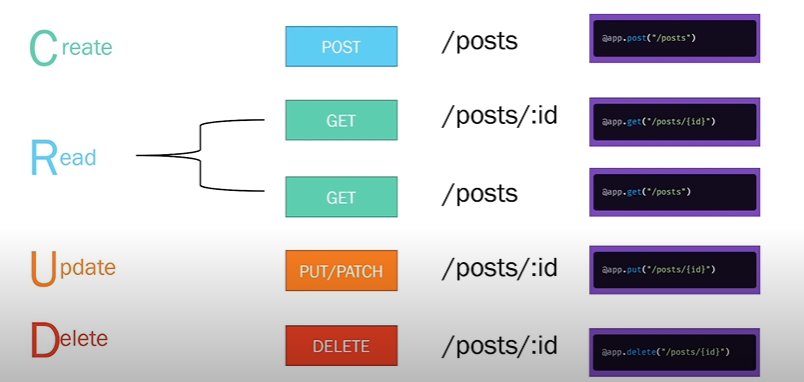 Create POST /posts @app.post("/posts")
GET /posts/:id @app.get("/posts/{id}")
Read
GET /posts @app.get("/posts")
Update PUT/PATCH /posts/:id @app.put("/posts/{id}")
Delete DELETE /posts/:id @app.delete("/posts/{id}")